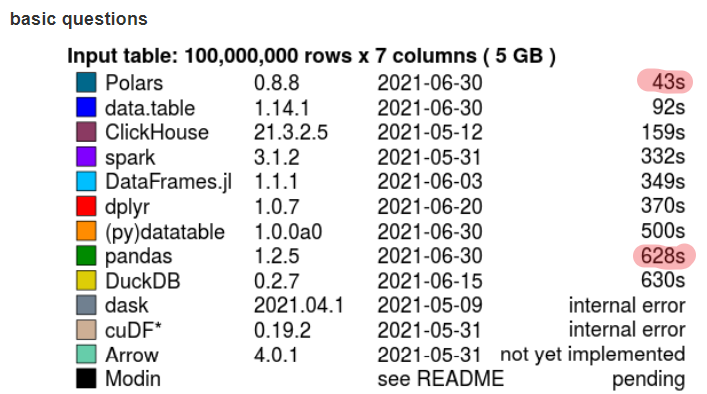 basic questions
Input table: 100,000,000 rows x 7 columns ( 5 GB )
Polars 0.8.8 2021-06-30 43s
data.table 1.14.1 2021-06-30 92s
ClickHouse 21.3.2.5 2021-05-12 159s
spark 3.1.2 2021-05-31 332s
DataFrames.jl 1.1.1 2021-06-03 349s
dplyr 1.0.7 2021-06-20 370s
(py)datatable 1.0.0a0 2021-06-30 500s
pandas 1.2.5 2021-06-30 628s
DuckDB 0.2.7 2021-06-15 630s
dask 2021.04.1 2021-05-09 internal error
cuDF* 0.19.2 2021-05-31 internal error
Arrow 4.0.1 2021-05-31 not yet implemented
Modin see README pending